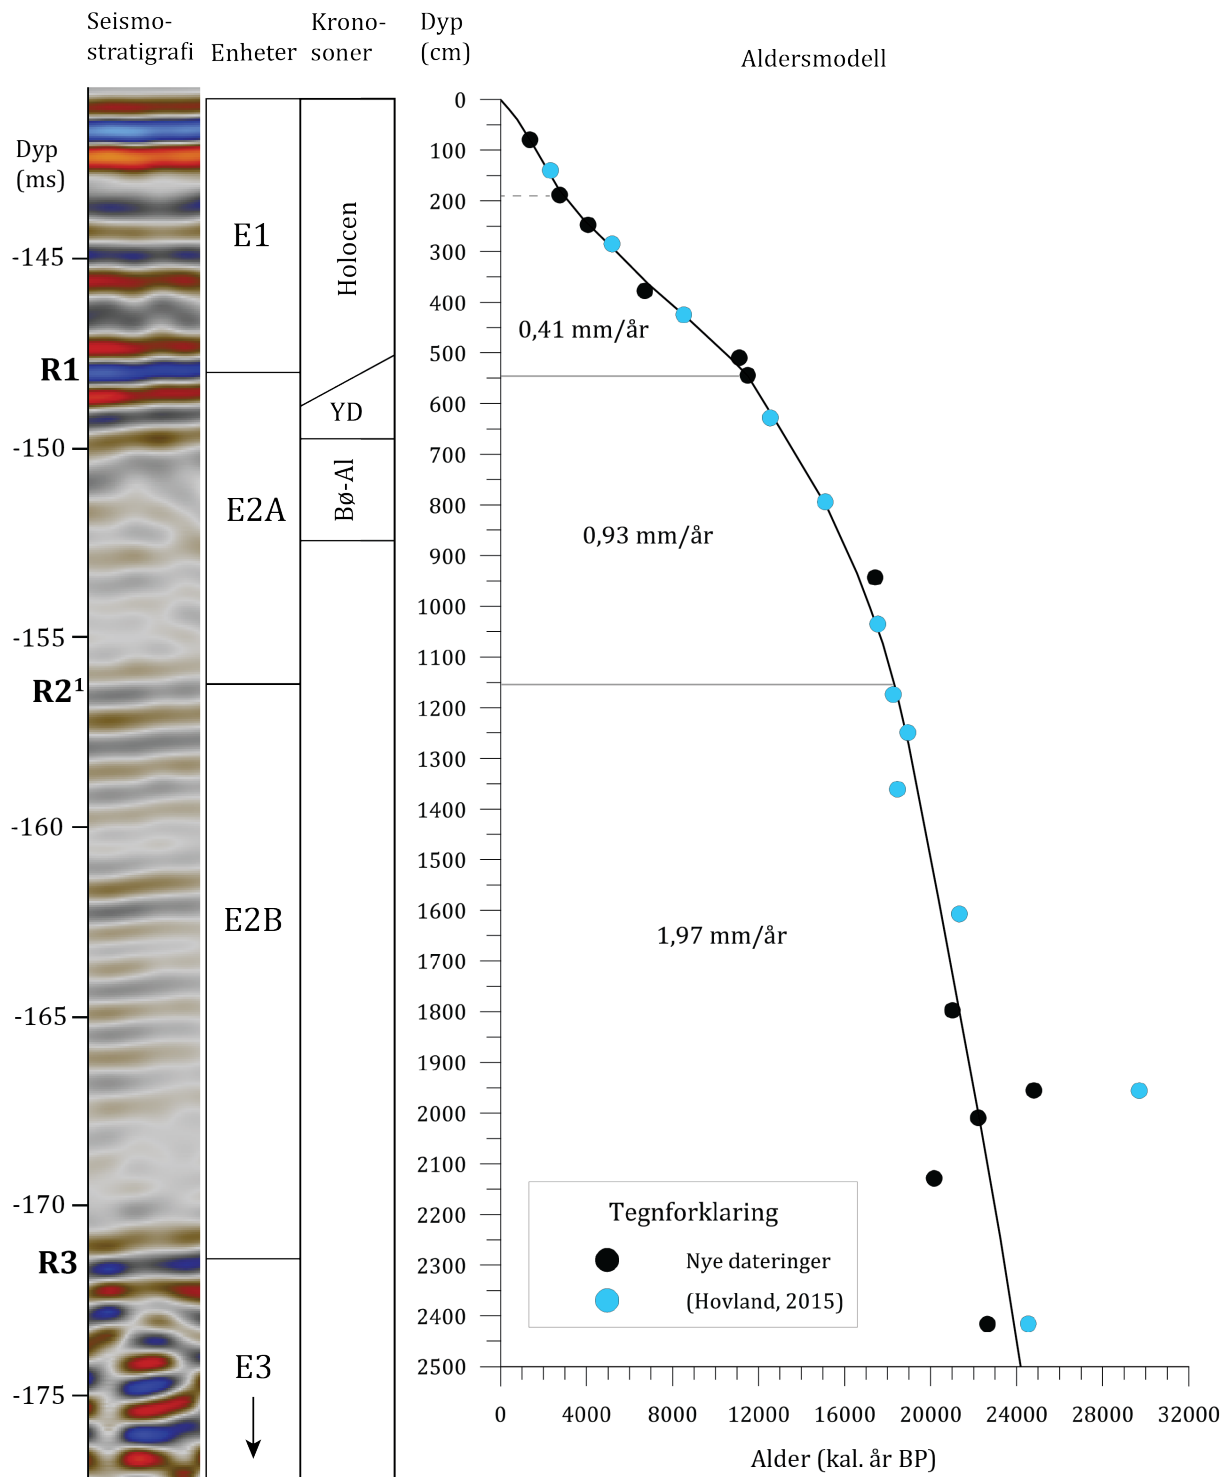 Seismo-
stratigrafi
Enheter
Krono-
soner
Dyp
(cm)
Aldersmodell
Dyp
(ms)
-145
R1
-150
-155
R2¹
-160
-165
-170
R3
-175
E1
E2A
E2B
E3
Holocen
YD
Bø-Al
0
100
200
300
400
500
600
700
800
900
1000
1100
1200
1300
1400
1500
1600
1700
1800
1900
2000
2100
2200
2300
2400
2500
0,41 mm/år
0,93 mm/år
1,97 mm/år
Tegnforklaring
Nye dateringer
(Hovland, 2015)
0 4000 8000 12000 16000 20000 24000 28000 32000
Alder (kal. år BP)